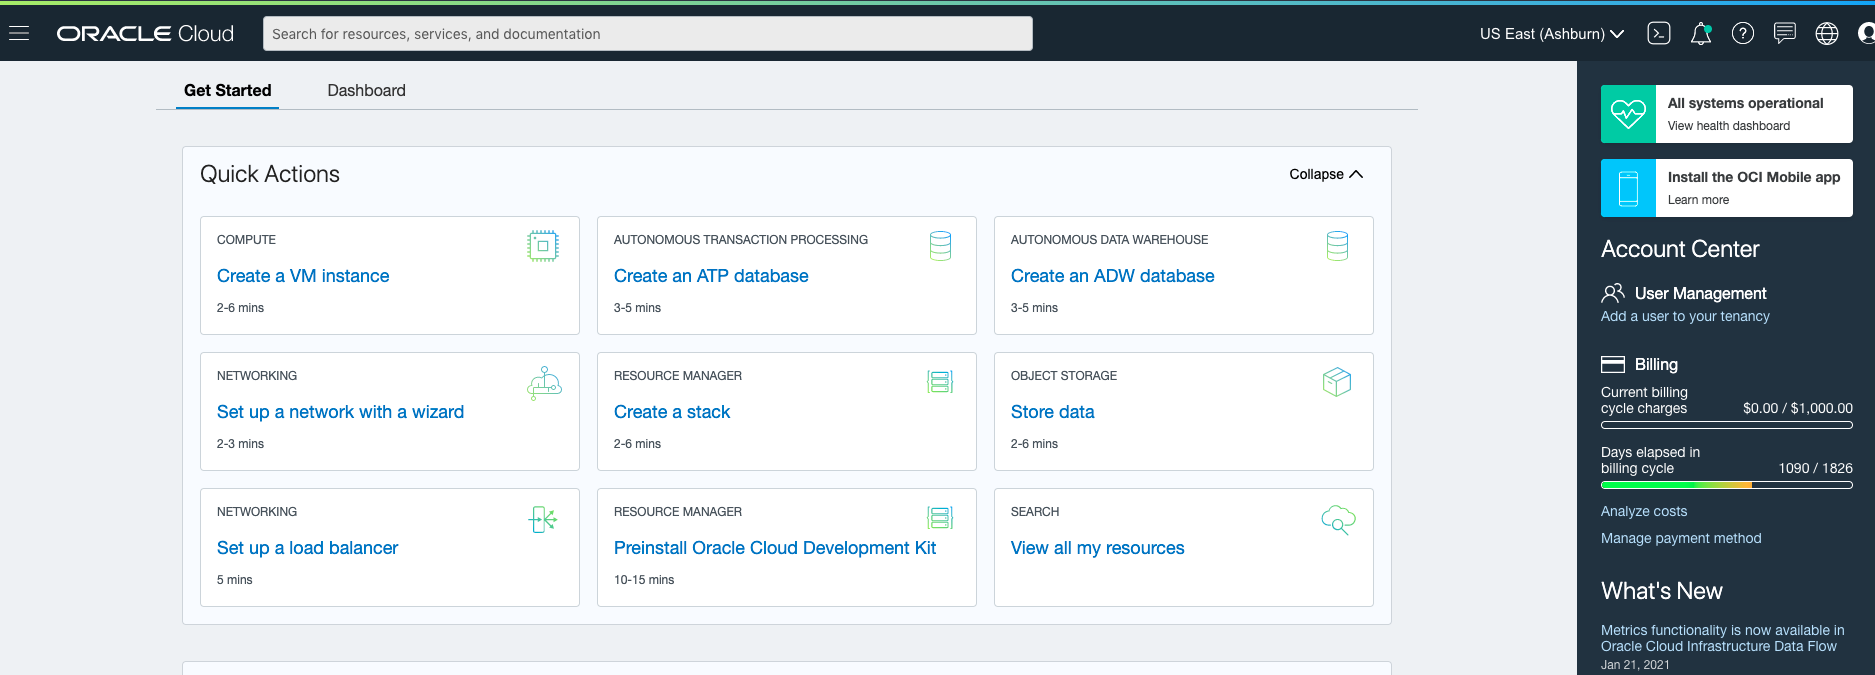 ORACLE Cloud
Search for resources, services, and documentation
US East (Ashburn)
Get Started
Dashboard
Quick Actions
Collapse
COMPUTE
Create a VM instance
2-6 mins
AUTONOMOUS TRANSACTION PROCESSING
Create an ATP database
3-5 mins
AUTONOMOUS DATA WAREHOUSE
Create an ADW database
3-5 mins
NETWORKING
Set up a network with a wizard
2-3 mins
RESOURCE MANAGER
Create a stack
2-6 mins
OBJECT STORAGE
Store data
2-6 mins
NETWORKING
Set up a load balancer
5 mins
RESOURCE MANAGER
Preinstall Oracle Cloud Development Kit
10-15 mins
SEARCH
View all my resources
All systems operational
View health dashboard
Install the OCI Mobile app
Learn more
Account Center
User Management
Add a user to your tenancy
Billing
Current billing
cycle charges $0.00 / $1,000.00
Days elapsed in
billing cycle 1090 / 1826
Analyze costs
Manage payment method
What's New
Metrics functionality is now available in
Oracle Cloud Infrastructure Data Flow
Jan 21, 2021